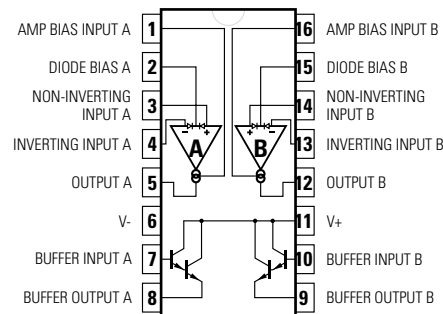 AMP BIAS INPUT A 1 16 AMP BIAS INPUT B
DIODE BIAS A 2 15 DIODE BIAS B
NON-INVERTING INPUT A 3 14 NON-INVERTING INPUT B
INVERTING INPUT A 4 - + A + - B 13 INVERTING INPUT B
OUTPUT A 5 12 OUTPUT B
V- 6 11 V+
BUFFER INPUT A 7 10 BUFFER INPUT B
BUFFER OUTPUT A 8 9 BUFFER OUTPUT B